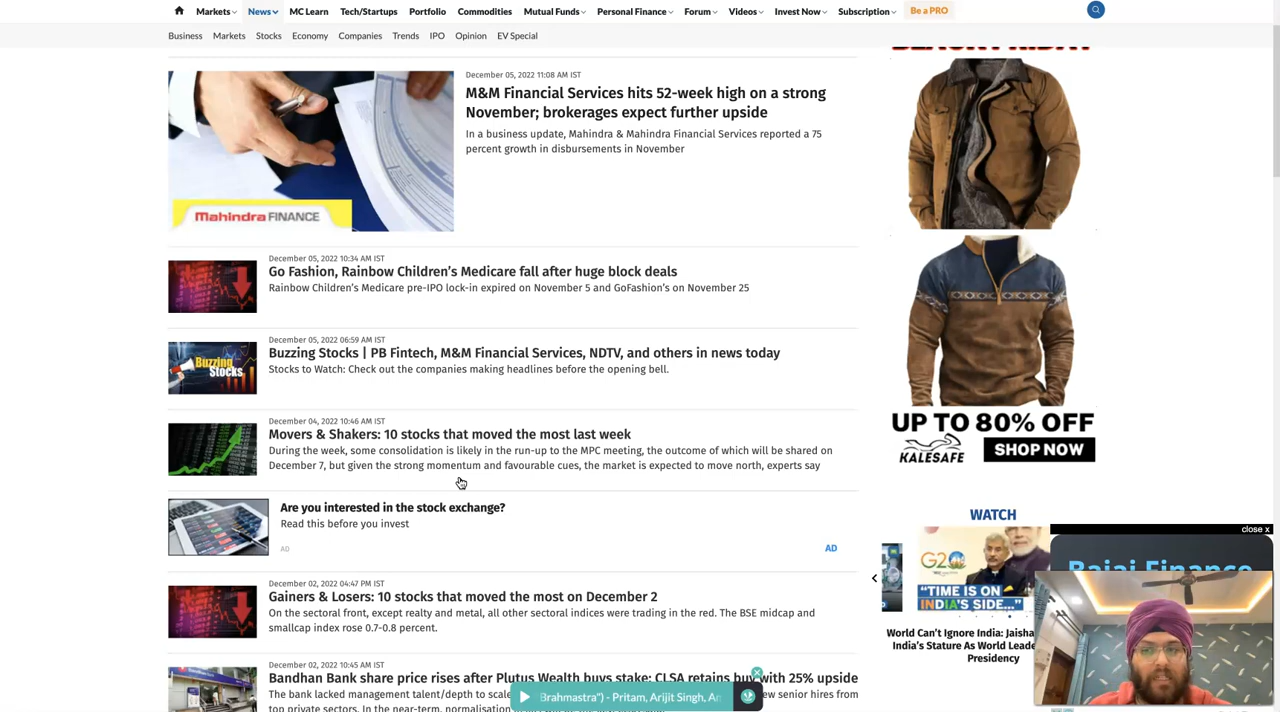 Markets News MC Learn Tech/Startups Portfolio Commodities Mutual Funds Personal Finance Forum Videos Invest Now Subscription Be a PRO
Business Markets Stocks Economy Companies Trends IPO Opinion EV Special
December 05, 2022 11:08 AM IST
M&M Financial Services hits 52-week high on a strong
November; brokerages expect further upside
In a business update, Mahindra & Mahindra Financial Services reported a 75
percent growth in disbursements in November
Mahindra FINANCE
December 05, 2022 10:34 AM IST
Go Fashion, Rainbow Children's Medicare fall after huge block deals
Rainbow Children's Medicare pre-IPO lock-in expired on November 5 and GoFashion's on November 25
December 05, 2022 06:59 AM IST
Buzzing Stocks | PB Fintech, M&M Financial Services, NDTV, and others in news today
Stocks to Watch: Check out the companies making headlines before the opening bell.
Buzzing
Stocks
December 04, 2022 10:46 AM IST
Movers & Shakers: 10 stocks that moved the most last week
During the week, some consolidation is likely in the run-up to the MPC meeting, the outcome of which will be shared on
December 7, but given the strong momentum and favourable cues, the market is expected to move north, experts say
Are you interested in the stock exchange?
Read this before you invest
AD
AD
December 02, 2022 04:47 PM IST
Gainers & Losers: 10 stocks that moved the most on December 2
On the sectoral front, except realty and metal, all other sectoral indices were trading in the red. The BSE midcap and
smallcap index rose 0.7-0.8 percent.
December 02, 2022 10:45 AM IST
Bandhan Bank share price rises after Plutus Wealth buys stake; CLSA retains buy with 25% upside
The bank lacked management talent/depth to scale
new senior hires from
top private sectors. In the near-term, normalisation
Brahmastra") - Pritam, Arijit Singh, Am
BLACK FRIDAY
UP TO 80% OFF
KALESAFE
SHOP NOW
WATCH
close x
Bajaj Finance
G20
"TIME IS ON
INDIA'S SIDE..."
World Can't Ignore India: Jaisha
India's Stature As World Leade
Presidency